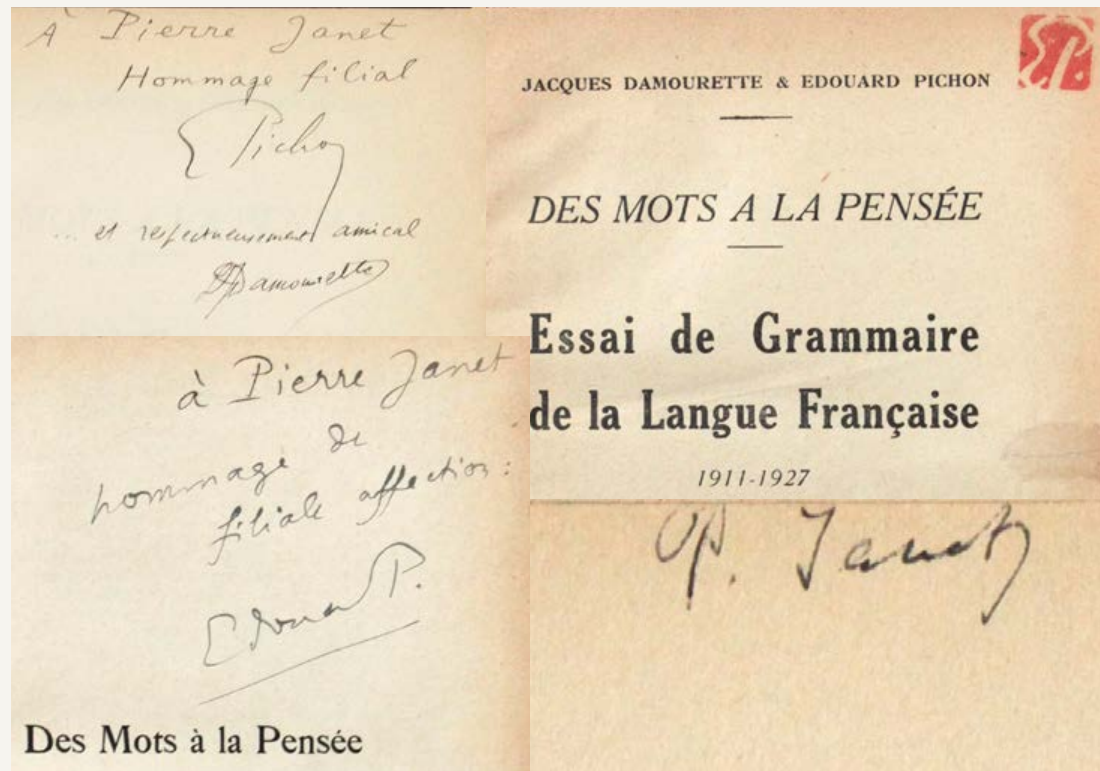 À Pierre Janet
Hommage filial
E Pichon
... et respectueusement amical
JDamourette
JACQUES DAMOURETTE & EDOUARD PICHON
DES MOTS A LA PENSÉE
Essai de Grammaire
de la Langue Française
1911-1927
à Pierre Janet
hommage de
filiale affection :
Edouard P.
Des Mots à la Pensée
P. Janet